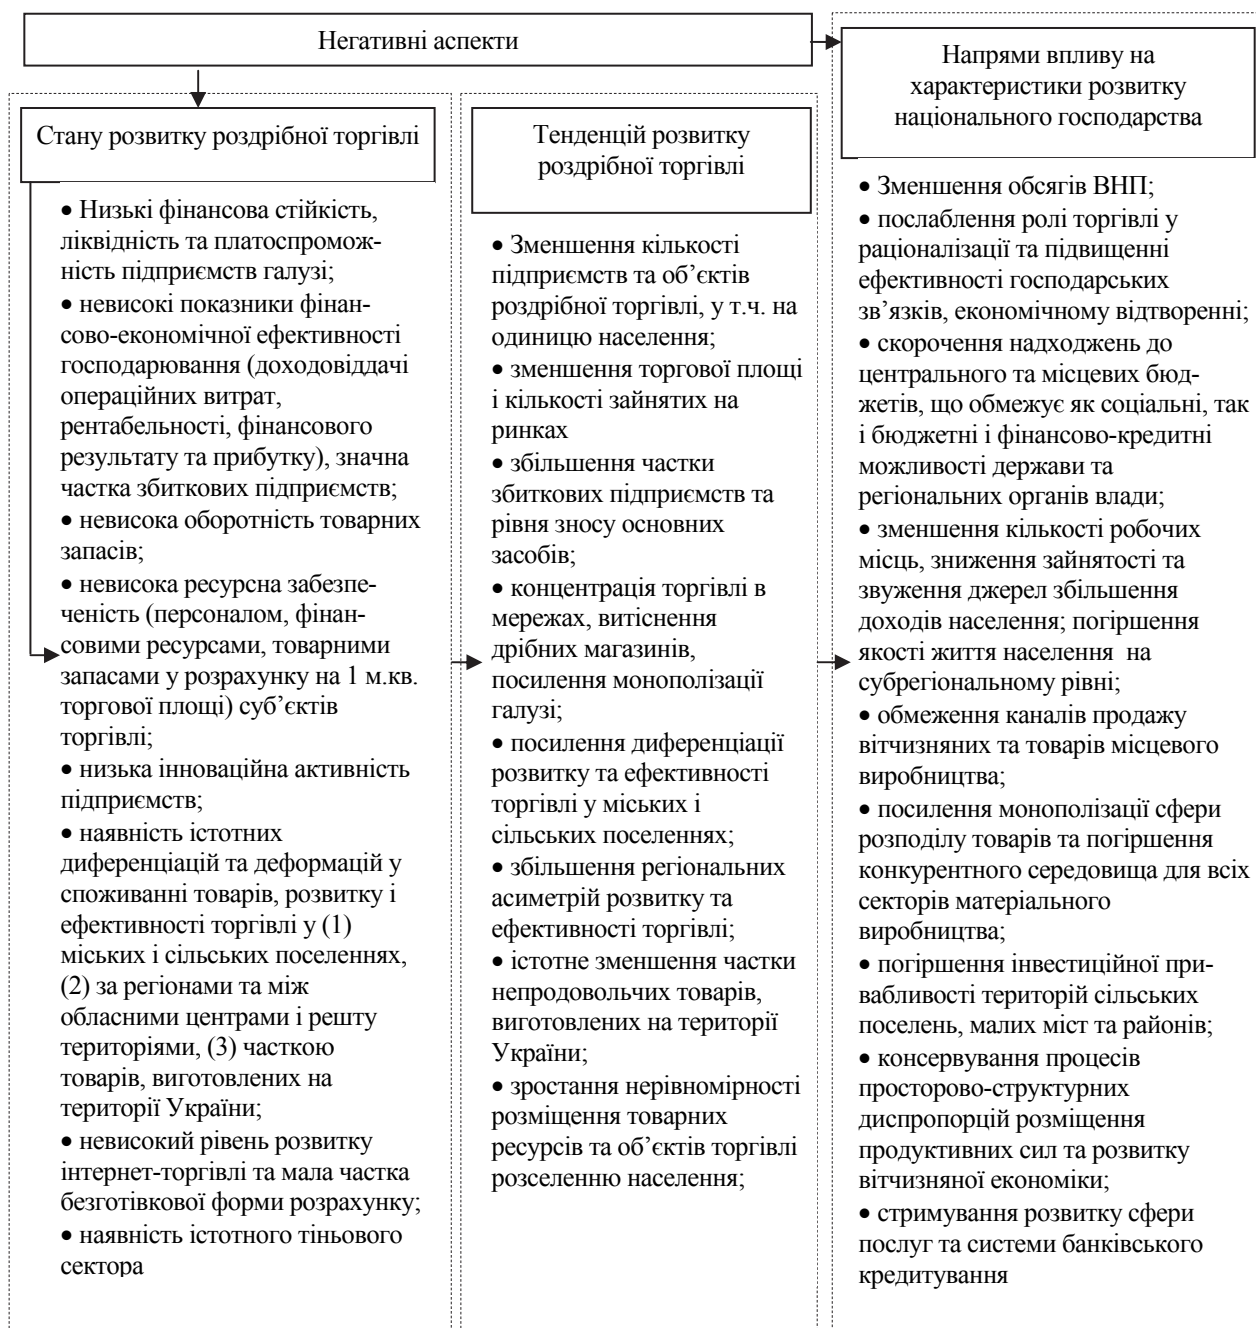 Негативні аспекти
Стану розвитку роздрібної торгівлі
• Низькі фінансова стійкість,
ліквідність та платоспромож-
ність підприємств галузі;
• невисокі показники фінан-
сово-економічної ефективності
господарювання (доходовіддачі
операційних витрат,
рентабельності, фінансового
результату та прибутку), значна
частка збиткових підприємств;
• невисока оборотність товарних
запасів;
• невисока ресурсна забезпе-
ченість (персоналом, фінан-
совими ресурсами, товарними
запасами у розрахунку на 1 м.кв.
торгової площі) суб’єктів
торгівлі;
• низька інноваційна активність
підприємств;
• наявність істотних
диференціацій та деформацій у
споживанні товарів, розвитку і
ефективності торгівлі у (1)
міських і сільських поселеннях,
(2) за регіонами та між
обласними центрами і решту
територіями, (3) часткою
товарів, виготовлених на
території України;
• невисокий рівень розвитку
інтернет-торгівлі та мала частка
безготівкової форми розрахунку;
• наявність істотного тіньового
сектора
Тенденцій розвитку
роздрібної торгівлі
• Зменшення кількості
підприємств та об’єктів
роздрібної торгівлі, у т.ч. на
одиницю населення;
• зменшення торгової площі
і кількості зайнятих на
ринках
• збільшення частки
збиткових підприємств та
рівня зносу основних
засобів;
• концентрація торгівлі в
мережах, витіснення
дрібних магазинів,
посилення монополізації
галузі;
• посилення диференціації
розвитку та ефективності
торгівлі у міських і
сільських поселеннях;
• збільшення регіональних
асиметрій розвитку та
ефективності торгівлі;
• істотне зменшення частки
непродовольчих товарів,
виготовлених на території
України;
• зростання нерівномірності
розміщення товарних
ресурсів та об’єктів торгівлі
розселенню населення;
Напрями впливу на
характеристики розвитку
національного господарства
• Зменшення обсягів ВНП;
• послаблення ролі торгівлі у
раціоналізації та підвищенні
ефективності господарських
зв’язків, економічному відтворенні;
• скорочення надходжень до
центрального та місцевих бюд-
жетів, що обмежує як соціальні, так
і бюджетні і фінансово-кредитні
можливості держави та
регіональних органів влади;
• зменшення кількості робочих
місць, зниження зайнятості та
звуження джерел збільшення
доходів населення; погіршення
якості життя населення на
субрегіональному рівні;
• обмеження каналів продажу
вітчизняних та товарів місцевого
виробництва;
• посилення монополізації сфери
розподілу товарів та погіршення
конкурентного середовища для всіх
секторів матеріального
виробництва;
• погіршення інвестиційної при-
вабливості територій сільських
поселень, малих міст та районів;
• консервування процесів
просторово-структурних
диспропорцій розміщення
продуктивних сил та розвитку
вітчизняної економіки;
• стримування розвитку сфери
послуг та системи банківського
кредитування